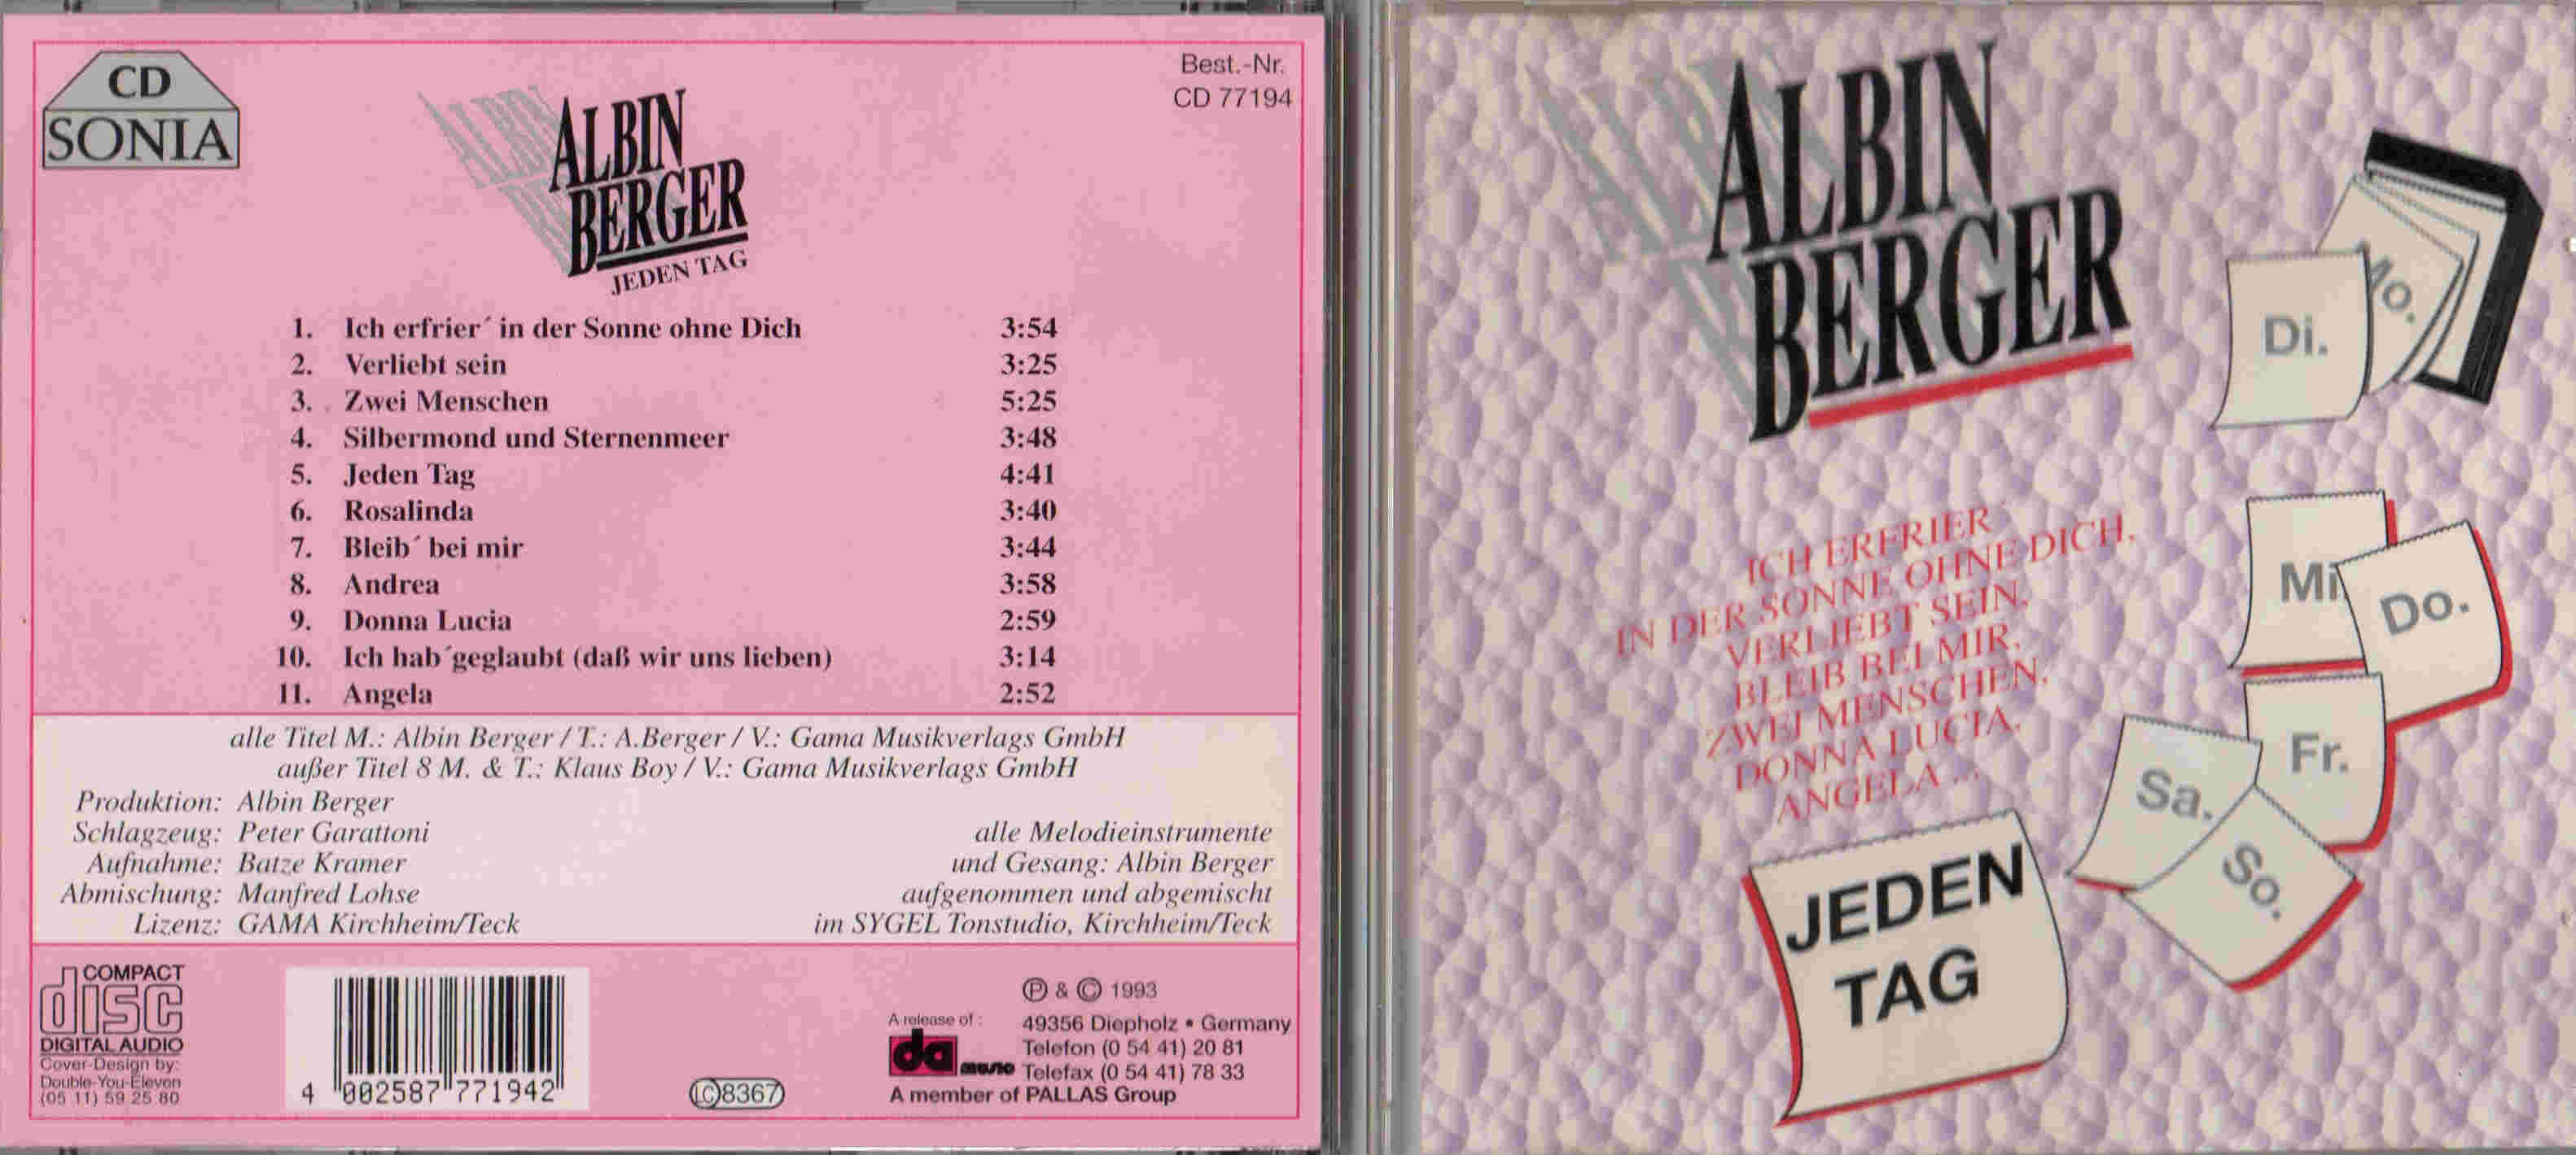 CD
SONIA
Best.-Nr.
CD 77194
ALBIN
BERGER
JEDEN TAG
1. Ich erfrier´ in der Sonne ohne Dich 3:54
2. Verliebt sein 3:25
3. Zwei Menschen 5:25
4. Silbermond und Sternenmeer 3:48
5. Jeden Tag 4:41
6. Rosalinda 3:40
7. Bleib´ bei mir 3:44
8. Andrea 3:58
9. Donna Lucia 2:59
10. Ich hab´geglaubt (daß wir uns lieben) 3:14
11. Angela 2:52
alle Titel M.: Albin Berger / T.: A.Berger / V.: Gama Musikverlags GmbH
außer Titel 8 M. & T.: Klaus Boy / V.: Gama Musikverlags GmbH
Produktion: Albin Berger
Schlagzeug: Peter Garattoni
Aufnahme: Batze Kramer
Abmischung: Manfred Lohse
Lizenz: GAMA Kirchheim/Teck
alle Melodieinstrumente
und Gesang: Albin Berger
aufgenommen und abgemischt
im SYGEL Tonstudio, Kirchheim/Teck
COMPACT
disc
DIGITAL AUDIO
Cover-Design by:
Double-You-Eleven
(05 11) 59 25 80
4 002587 771942
LC 8367
℗ & © 1993
A release of :
da music
49356 Diepholz • Germany
Telefon (0 54 41) 20 81
Telefax (0 54 41) 78 33
A member of PALLAS Group
ALBIN
BERGER
ICH ERFRIER´
IN DER SONNE OHNE DICH,
VERLIEBT SEIN,
BLEIB BEI MIR,
ZWEI MENSCHEN,
DONNA LUCIA,
ANGELA ...
Mo.
Di.
Mi.
Do.
Fr.
Sa.
So.
JEDEN
TAG